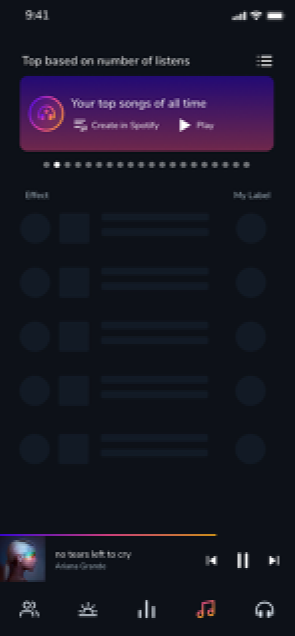 9:41
Top based on number of listens
Your top songs of all time
Create in Spotify
Play
Effect
My Label
no tears left to cry
Ariana Grande